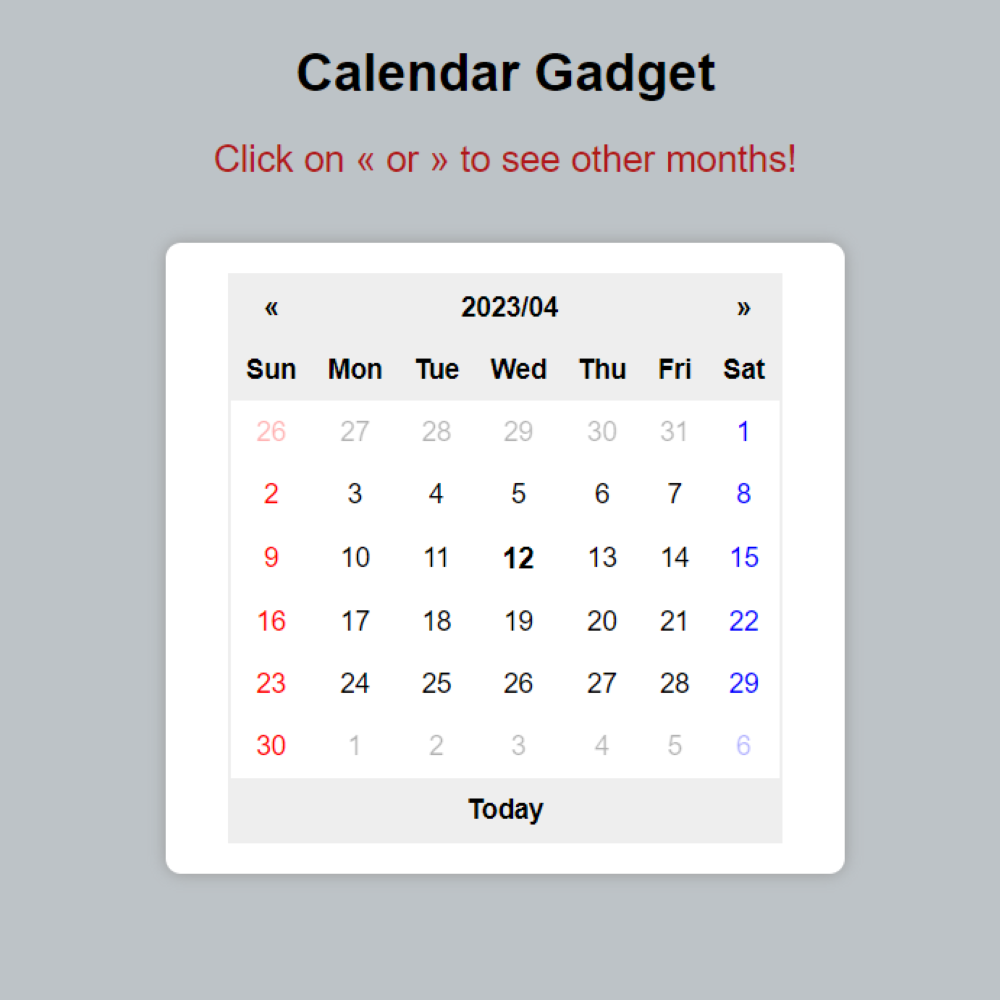 Calendar Gadget
Click on « or » to see other months!
« 2023/04 »
Sun Mon Tue Wed Thu Fri Sat
26 27 28 29 30 31 1
2 3 4 5 6 7 8
9 10 11 12 13 14 15
16 17 18 19 20 21 22
23 24 25 26 27 28 29
30 1 2 3 4 5 6
Today